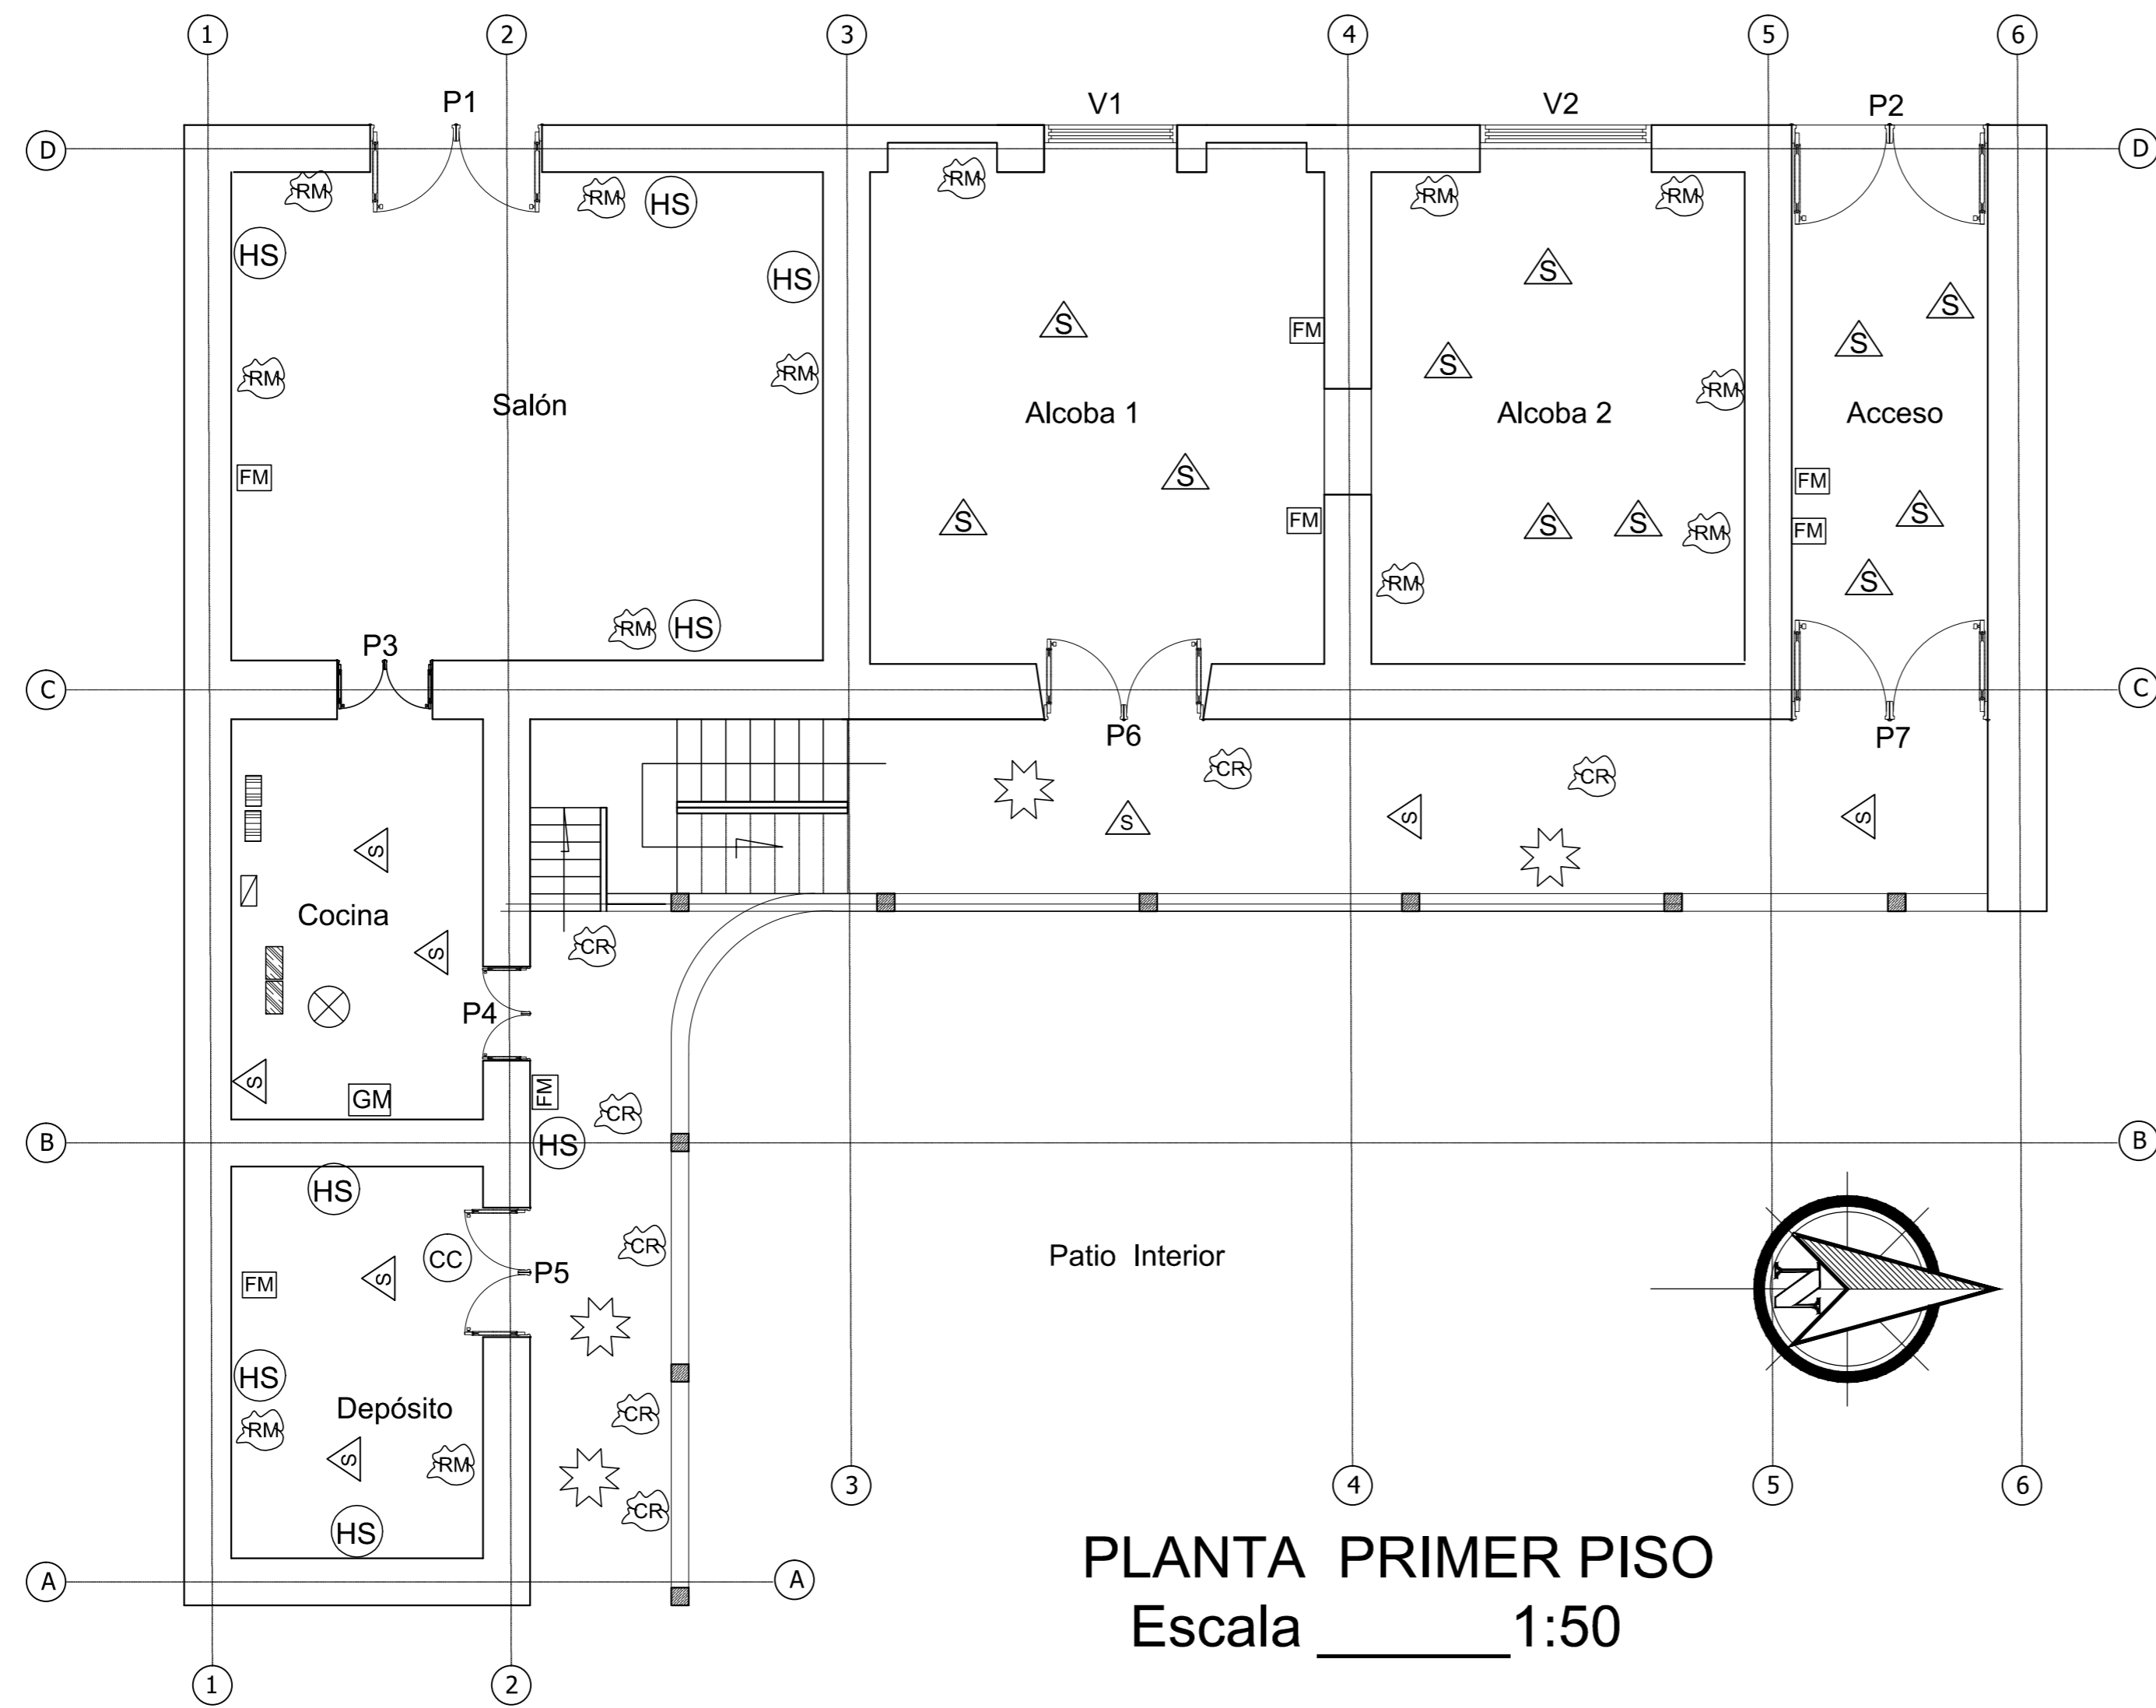 1 2 3 4 5 6
P1 V1 V2 P2
D D
RM RM HS RM RM RM
HS HS S S
S FM S
RM RM S RM
Salón Alcoba 1 Alcoba 2 Acceso
FM S FM
S FM S S RM FM S
RM S
RM HS
P3
C C
P6 P7
CR CR
S S S
S
Cocina
S CR
P4
S GM FM CR
B HS B
HS
CR Patio Interior
CC
FM S P5
N
HS
Depósito CR
RM
S RM
3 4 5 6
CR
HS
PLANTA PRIMER PISO
A A
Escala 1:50
1 2